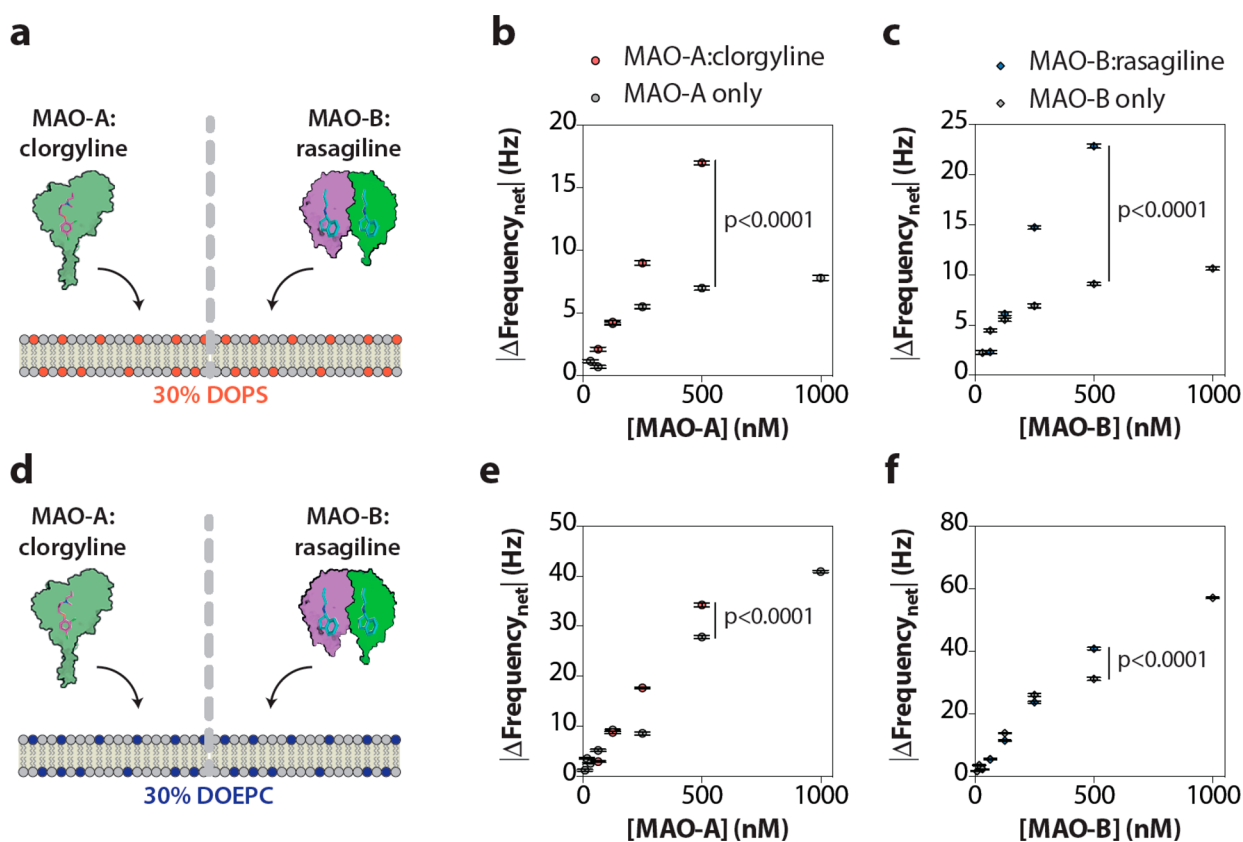 a
MAO-A:
clorgyline
MAO-B:
rasagiline
30% DOPS
b
MAO-A:clorgyline
MAO-A only
|ΔFrequencynet| (Hz)
20
15
10
5
0
p<0.0001
0 500 1000
[MAO-A] (nM)
c
MAO-B:rasagiline
MAO-B only
|ΔFrequencynet| (Hz)
25
20
15
10
5
0
p<0.0001
0 500 1000
[MAO-B] (nM)
d
MAO-A:
clorgyline
MAO-B:
rasagiline
30% DOEPC
e
|ΔFrequencynet| (Hz)
50
40
30
20
10
0
p<0.0001
0 500 1000
[MAO-A] (nM)
f
|ΔFrequencynet| (Hz)
80
60
40
20
0
p<0.0001
0 500 1000
[MAO-B] (nM)